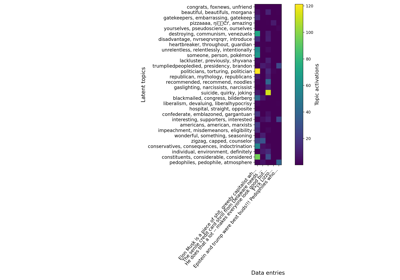 congrats, foxnews, unfriend
beautiful, beautifuls, morgane
gatekeepers, embarrassing, gatekeep
pizzaaaa, amazing
yourselves, pseudoscience, ourselves
destroying, communism, venezuela
disadvantage, introduce
heartbreaker, throughout, guardian
unrelentless, relentlessly, intentionally
someone, person, pokemon
lackluster, previously, shyvana
trumpliedpeopledied, presidency, brandon
politicians, torturing, politician
republican, mythology, republicans
recommended, recommend, noodles
gaslighting, narcissists, narcissist
suicide, quirky, joking
blackmailed, congress, bilderberg
liberalism, devaluing, liberalhypocrisy
hospital, straight, opposite
confederate, emblazoned, gargantuan
interesting, supporters, interested
americans, american, marxists
impeachment, misdemeanors, eligibility
wonderful, something, seasoning
zigzag, capped, counselor
conservatives, consequences, indoctrination
individual, environment, definitely
constituents, considerable, considered
pedophiles, pedophile, atmosphere
Latent topics
Data entries
120
100
80
60
40
20
Topic activations